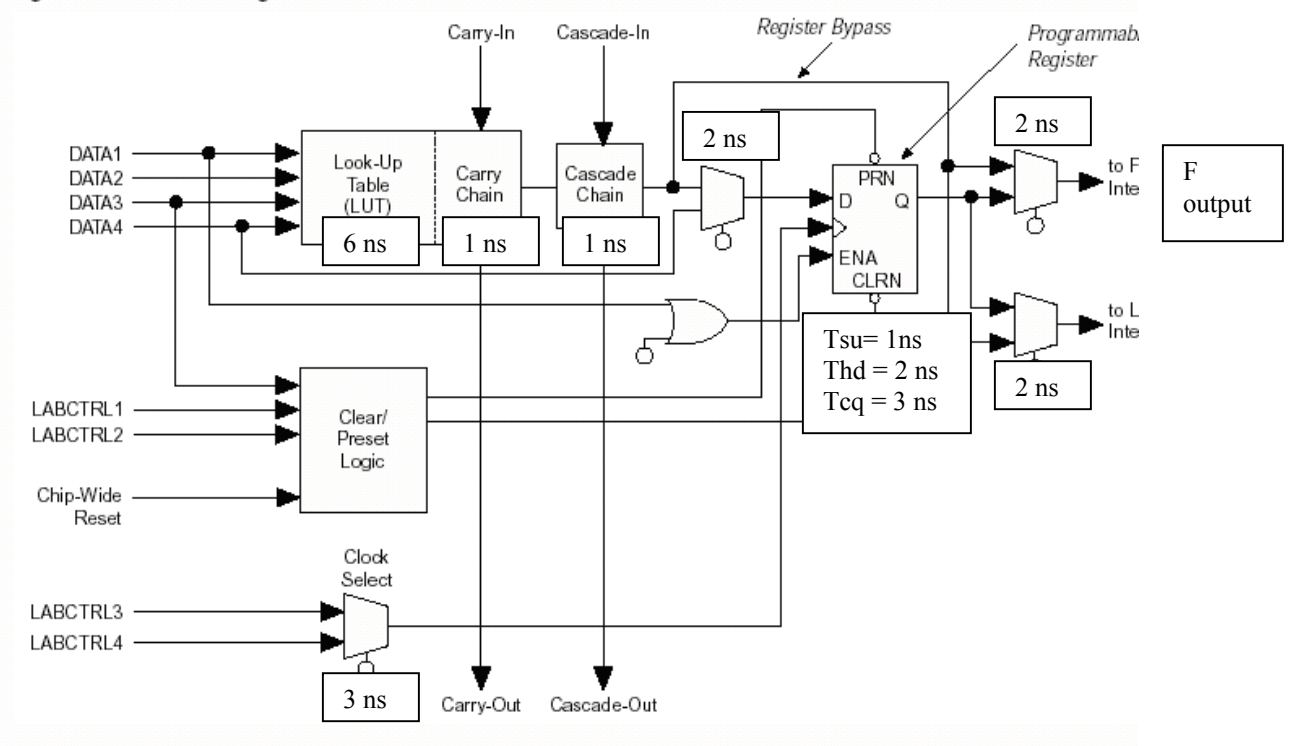 Carry-In
Cascade-In
Register Bypass
Programmab
Register
2 ns
2 ns
DATA1
DATA2
DATA3
DATA4
Look-Up
Table
(LUT)
Carry
Chain
Cascade
Chain
6 ns
1 ns
1 ns
PRN
D
Q
ENA
CLRN
to F
Inte
F
output
to L
Inte
Tsu= 1ns
Thd = 2 ns
Tcq = 3 ns
2 ns
LABCTRL1
LABCTRL2
Clear/
Preset
Logic
Chip-Wide
Reset
Clock
Select
LABCTRL3
LABCTRL4
3 ns
Carry-Out
Cascade-Out